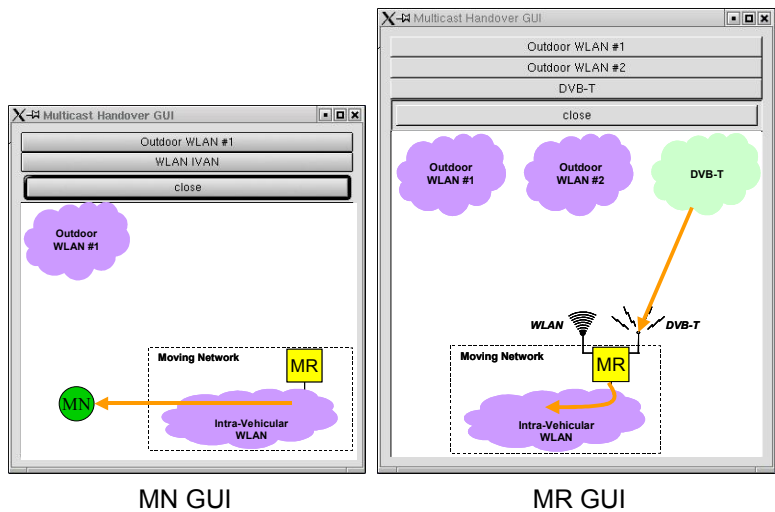 Multicast Handover GUI
Outdoor WLAN #1
WLAN IVAN
close
Outdoor
WLAN #1
Moving Network
MR
MN
Intra-Vehicular
WLAN
MN GUI
Multicast Handover GUI
Outdoor WLAN #1
Outdoor WLAN #2
DVB-T
close
Outdoor
WLAN #1
Outdoor
WLAN #2
DVB-T
WLAN
DVB-T
Moving Network
MR
Intra-Vehicular
WLAN
MR GUI